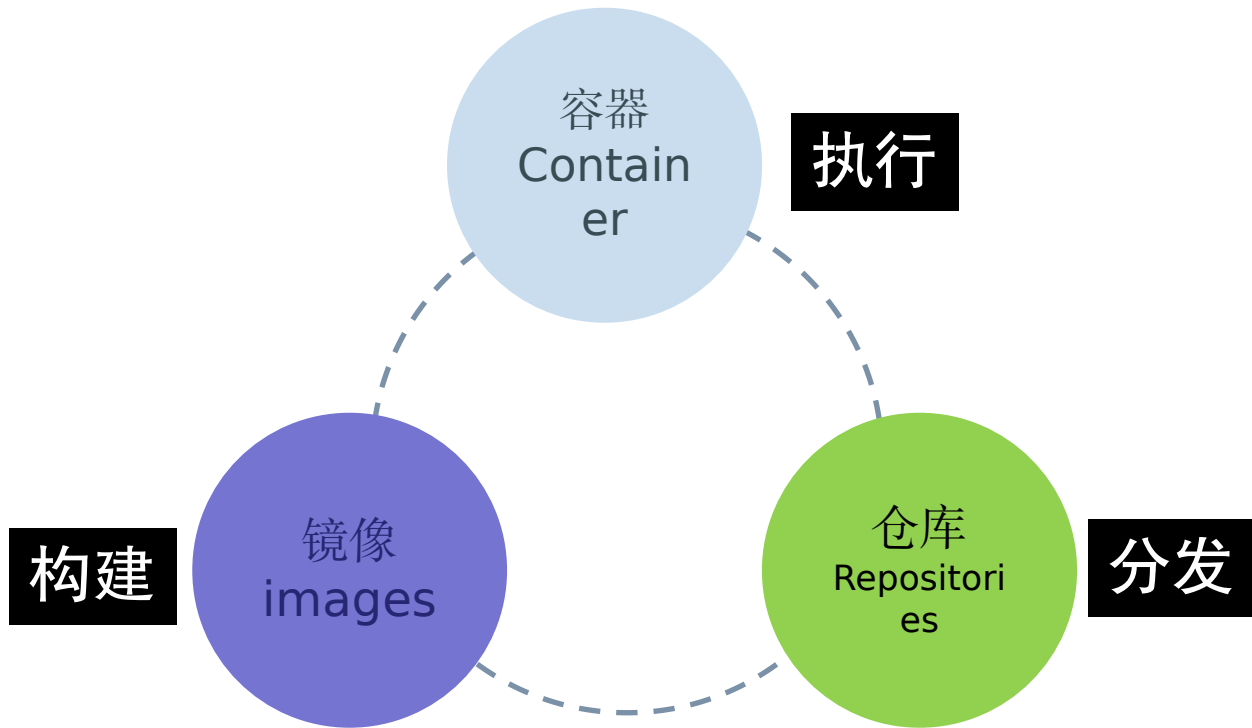 容器
Contain
er
执行
镜像
images
构建
仓库
Repositori
es
分发